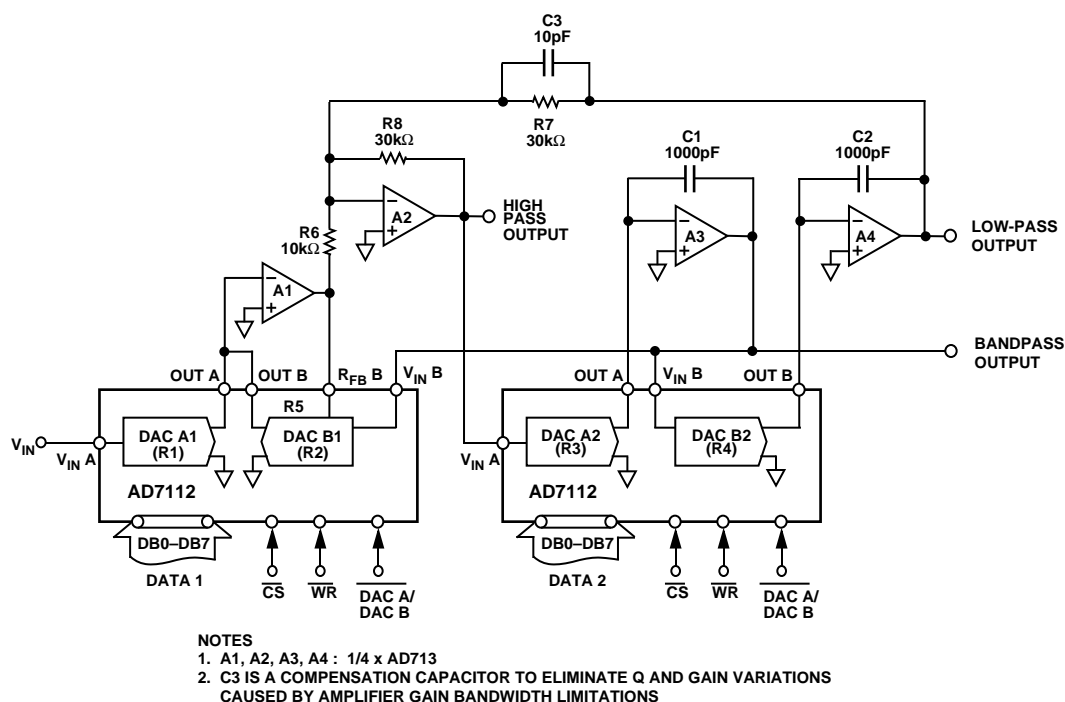 C3
10pF
R7
30kΩ
R8
30kΩ
C1
1000pF
C2
1000pF
HIGH
PASS
OUTPUT
–
+
A2
–
+
A3
–
+
A4
LOW-PASS
OUTPUT
R6
10kΩ
–
+
A1
BANDPASS
OUTPUT
OUT A
OUT B
RFB B
VIN B
OUT A
VIN B
OUT B
R5
VIN
VIN A
DAC A1
(R1)
DAC B1
(R2)
AD7112
VIN A
DAC A2
(R3)
DAC B2
(R4)
AD7112
DB0–DB7
DATA 1
CS
WR
DAC A/
DAC B
DB0–DB7
DATA 2
CS
WR
DAC A/
DAC B
NOTES
1. A1, A2, A3, A4 : 1/4 x AD713
2. C3 IS A COMPENSATION CAPACITOR TO ELIMINATE Q AND GAIN VARIATIONS
CAUSED BY AMPLIFIER GAIN BANDWIDTH LIMITATIONS